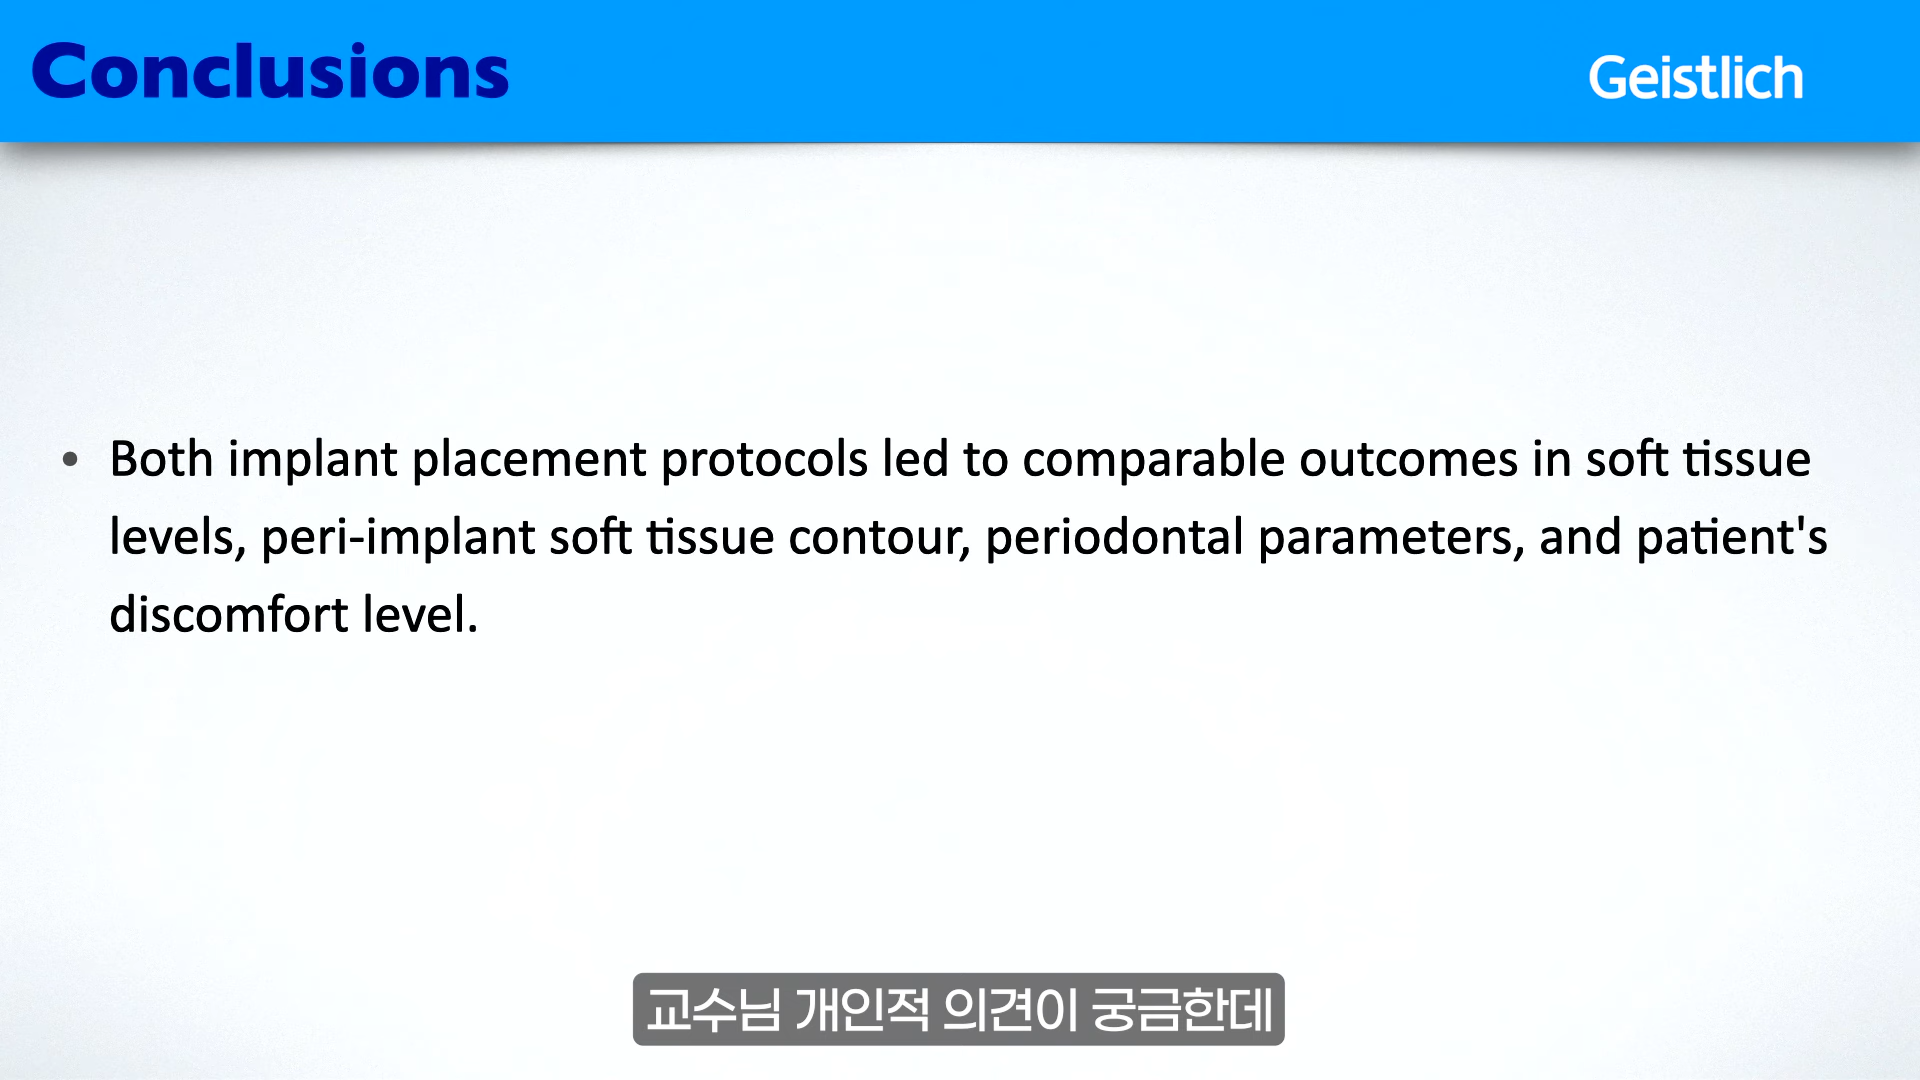 Conclusions
Geistlich
• Both implant placement protocols led to comparable outcomes in soft tissue
levels, peri-implant soft tissue contour, periodontal parameters, and patient's
discomfort level.
교수님 개인적 의견이 궁금한데